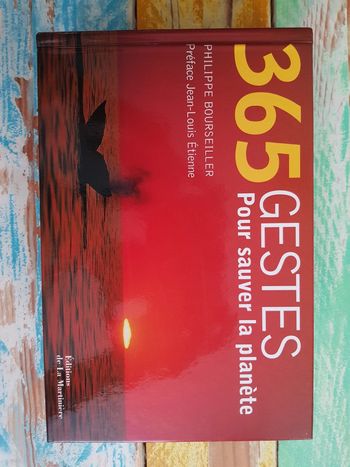 365
GESTES
Pour sauver la planète
PHILIPPE BOURSEILLER
Préface Jean-Louis Étienne
Éditions
de La Martinière